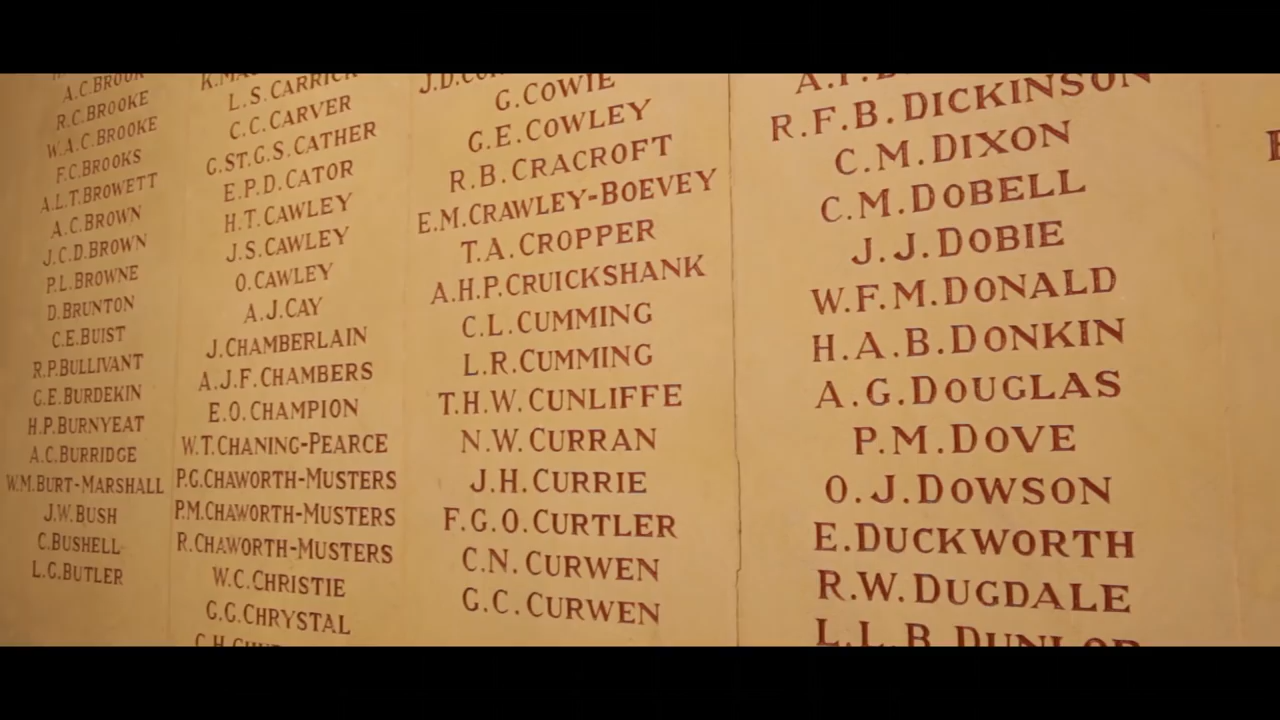 A.C.BROOK
R.C.BROOKE
W.A.C.BROOKE
F.C.BROOKS
A.L.T.BROWETT
A.C.BROWN
J.C.D.BROWN
P.L.BROWNE
D.BRUNTON
C.E.BUIST
R.P.BULLIVANT
G.E.BURDEKIN
H.P.BURNYEAT
A.C.BURRIDGE
W.M.BURT-MARSHALL
J.W.BUSH
C.BUSHELL
L.G.BUTLER
L.S.CARRICK
C.C.CARVER
G.ST.G.S.CATHER
E.P.D.CATOR
H.T.CAWLEY
J.S.CAWLEY
O.CAWLEY
A.J.CAY
J.CHAMBERLAIN
A.J.F.CHAMBERS
E.O.CHAMPION
W.T.CHANING-PEARCE
P.G.CHAWORTH-MUSTERS
P.M.CHAWORTH-MUSTERS
R.CHAWORTH-MUSTERS
W.C.CHRISTIE
G.G.CHRYSTAL
G.COWIE
G.E.COWLEY
R.B.CRACROFT
E.M.CRAWLEY-BOEVEY
T.A.CROPPER
A.H.P.CRUICKSHANK
C.L.CUMMING
L.R.CUMMING
T.H.W.CUNLIFFE
N.W.CURRAN
J.H.CURRIE
F.G.O.CURTLER
C.N.CURWEN
G.C.CURWEN
R.F.B.DICKINSON
C.M.DIXON
C.M.DOBELL
J.J.DOBIE
W.F.M.DONALD
H.A.B.DONKIN
A.G.DOUGLAS
P.M.DOVE
O.J.DOWSON
E.DUCKWORTH
R.W.DUGDALE
L.L.B.DUNLOP